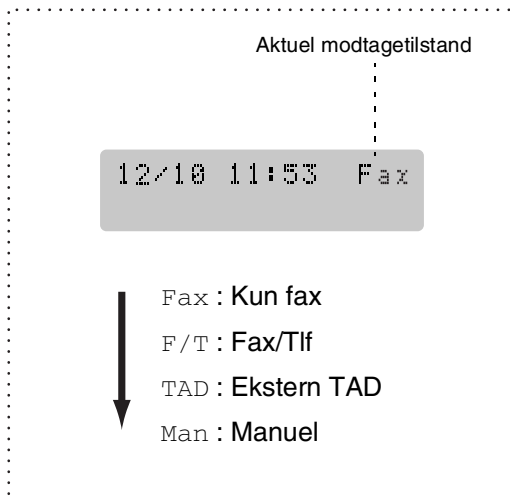 Aktuel modtagetilstand
12/10 11:53 Fax
Fax : Kun fax
F/T : Fax/Tlf
TAD : Ekstern TAD
Man : Manuel